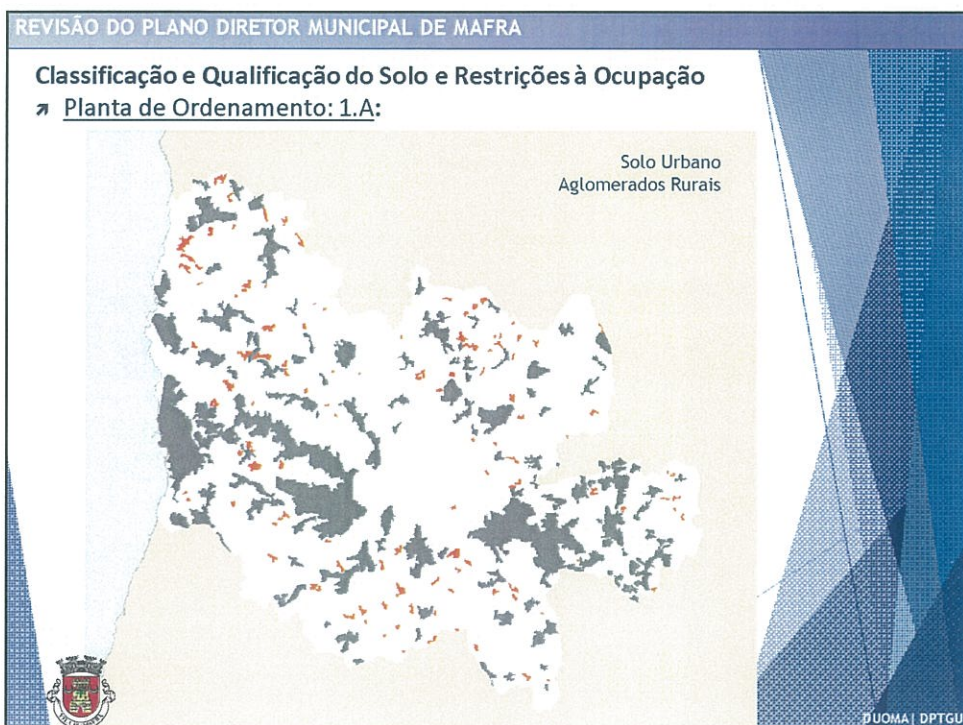 REVISÃO DO PLANO DIRETOR MUNICIPAL DE MAFRA
Classificação e Qualificação do Solo e Restrições à Ocupação
Planta de Ordenamento: 1.A:
Solo Urbano
Aglomerados Rurais
DUOMA| DPTGU